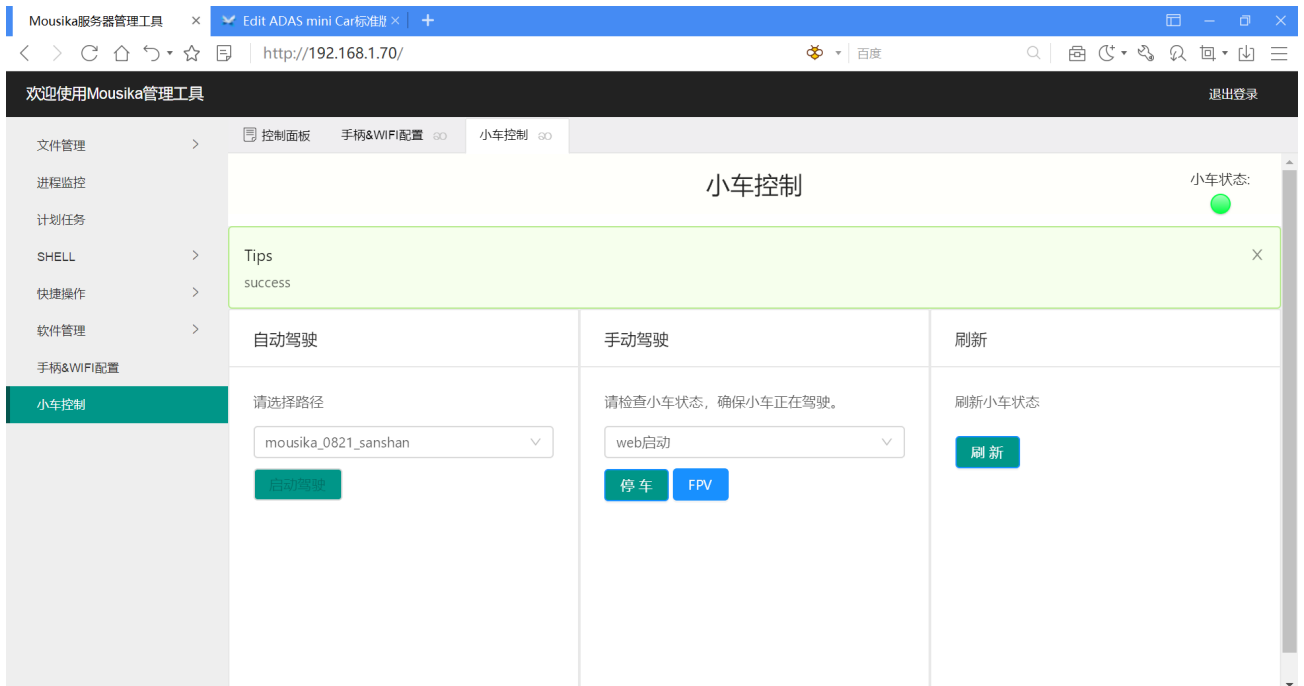 Mousika服务器管理工具
Edit ADAS mini Car标准版
http://192.168.1.70/
百度
欢迎使用Mousika管理工具
退出登录
文件管理
进程监控
计划任务
SHELL
快捷操作
软件管理
手柄&WIFI配置
小车控制
控制面板
手柄&WIFI配置
小车控制
小车控制
小车状态:
Tips
success
自动驾驶
请选择路径
mousika_0821_sanshan
启动驾驶
手动驾驶
请检查小车状态，确保小车正在驾驶。
web启动
停 车
FPV
刷新
刷新小车状态
刷 新